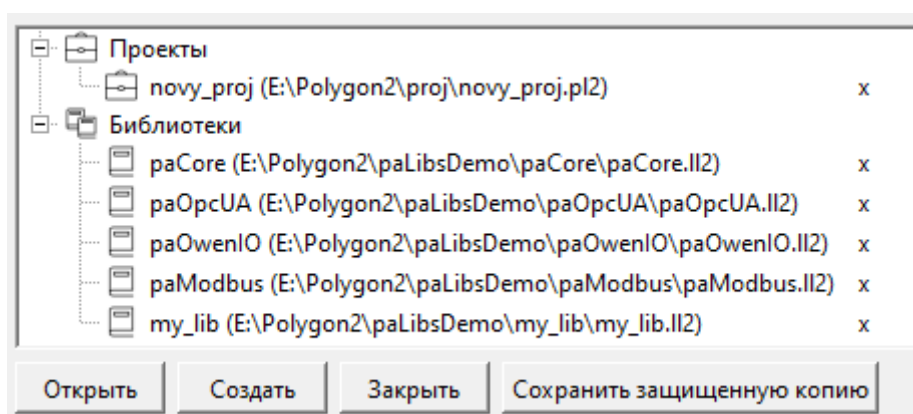 Проекты
novy_proj (E:\Polygon2\proj\novy_proj.pl2) x
Библиотеки
paCore (E:\Polygon2\paLibsDemo\paCore\paCore.ll2) x
paOpcUA (E:\Polygon2\paLibsDemo\paOpcUA\paOpcUA.ll2) x
paOwenIO (E:\Polygon2\paLibsDemo\paOwenIO\paOwenIO.ll2) x
paModbus (E:\Polygon2\paLibsDemo\paModbus\paModbus.ll2) x
my_lib (E:\Polygon2\paLibsDemo\my_lib\my_lib.ll2) x
Открыть Создать Закрыть Сохранить защищенную копию